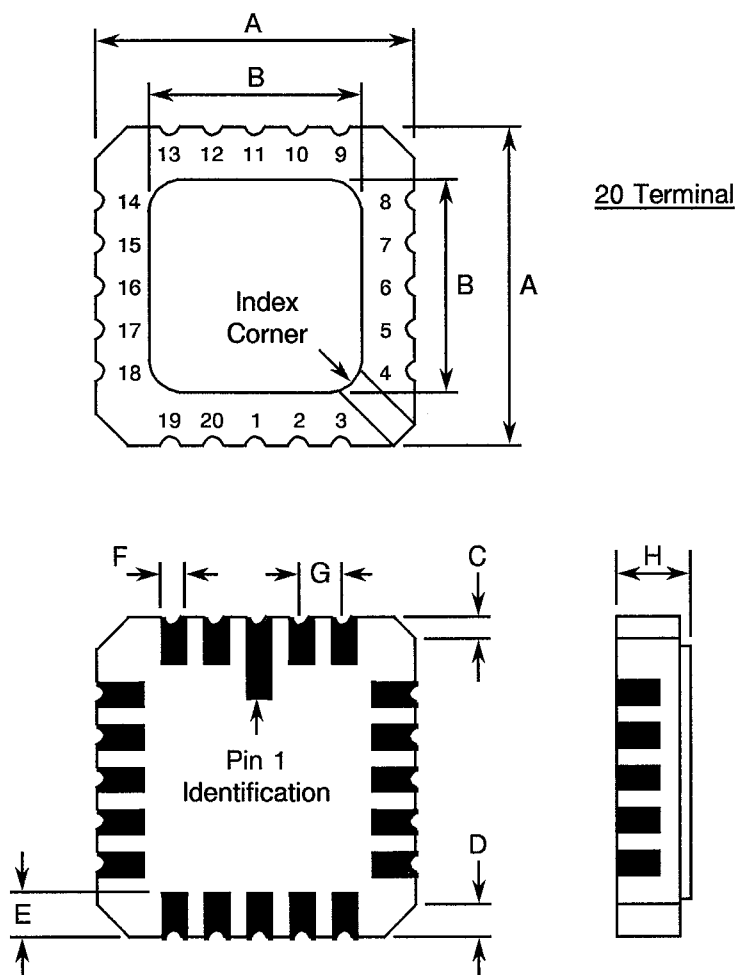 A
B
13 12 11 10 9
20 Terminal
14 8
15 7
16 6
17 5
18 4
B A
Index
Corner
19 20 1 2 3
F G C H
Pin 1
Identification
D
E